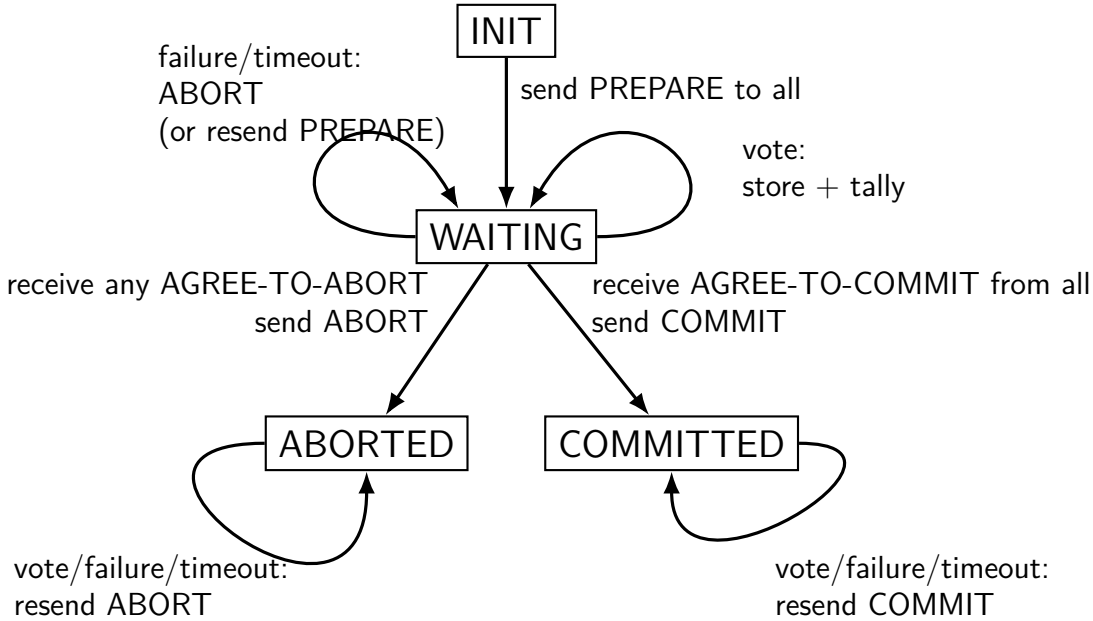 INIT
failure/timeout:
ABORT
(or resend PREPARE)
send PREPARE to all
vote:
store + tally
WAITING
receive any AGREE-TO-ABORT
send ABORT
receive AGREE-TO-COMMIT from all
send COMMIT
ABORTED
COMMITTED
vote/failure/timeout:
resend ABORT
vote/failure/timeout:
resend COMMIT